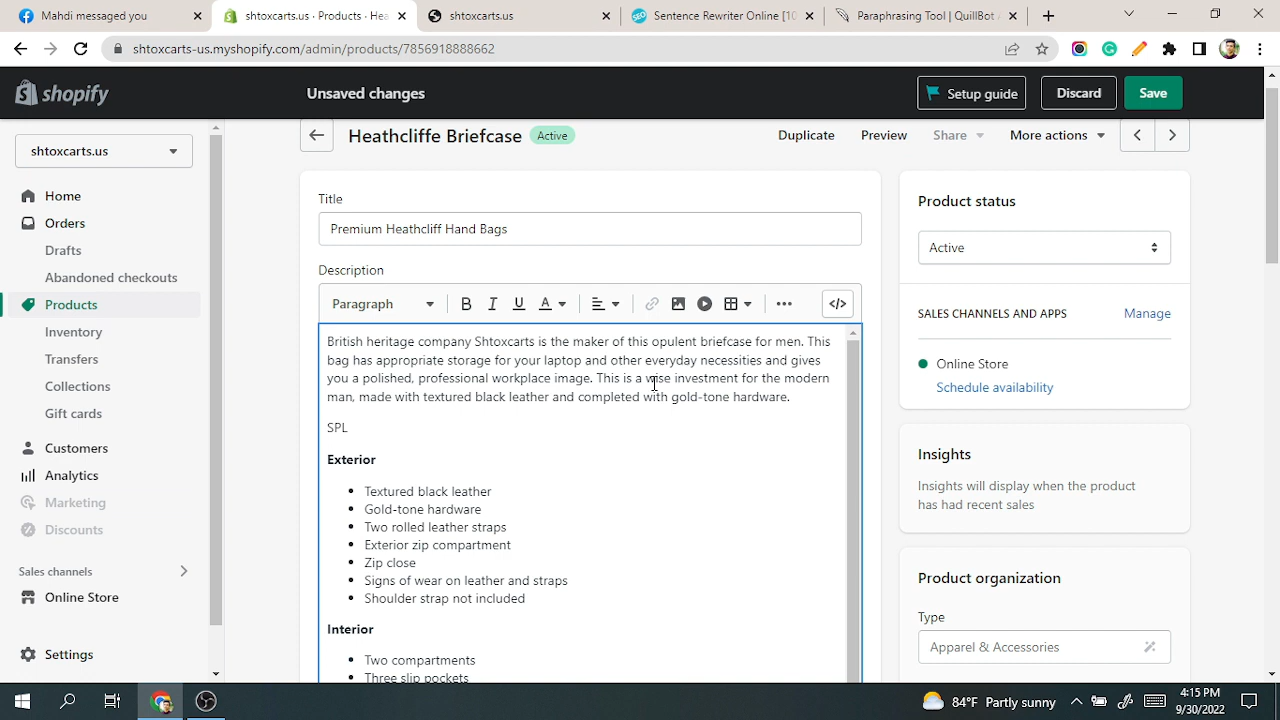 Mahdi messaged you
shtoxcarts.us · Products · Hea
shtoxcarts.us
Sentence Rewriter Online [10
Paraphrasing Tool | QuillBot A
shtoxcarts-us.myshopify.com/admin/products/7856918888662
shopify
Unsaved changes
Setup guide
Discard
Save
shtoxcarts.us
Home
Orders
Drafts
Abandoned checkouts
Products
Inventory
Transfers
Collections
Gift cards
Customers
Analytics
Marketing
Discounts
Sales channels
Online Store
Settings
Heathcliffe Briefcase Active
Duplicate Preview Share More actions
Title
Premium Heathcliff Hand Bags
Description
Paragraph B I U A </>
British heritage company Shtoxcarts is the maker of this opulent briefcase for men. This
bag has appropriate storage for your laptop and other everyday necessities and gives
you a polished, professional workplace image. This is a wise investment for the modern
man, made with textured black leather and completed with gold-tone hardware.
SPL
Exterior
• Textured black leather
• Gold-tone hardware
• Two rolled leather straps
• Exterior zip compartment
• Zip close
• Signs of wear on leather and straps
• Shoulder strap not included
Interior
• Two compartments
• Three slip pockets
Product status
Active
SALES CHANNELS AND APPS Manage
Online Store
Schedule availability
Insights
Insights will display when the product
has had recent sales
Product organization
Type
Apparel & Accessories
84°F Partly sunny
4:15 PM
9/30/2022